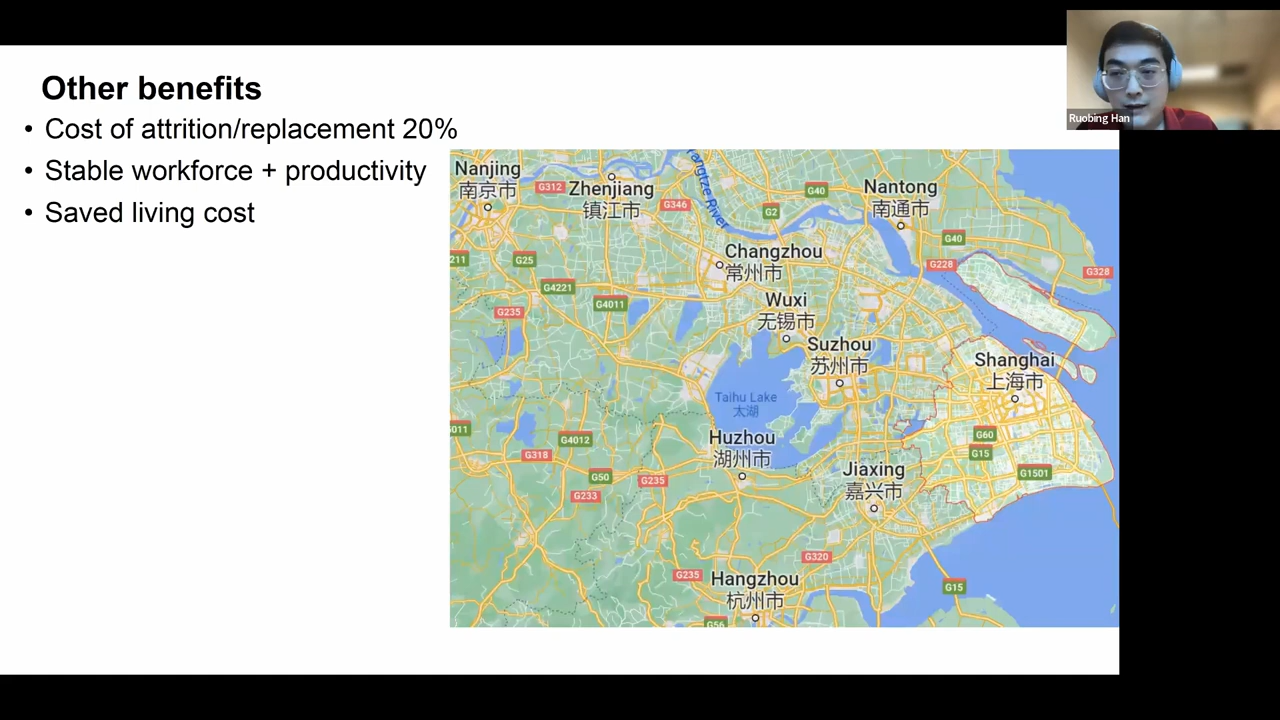 Other benefits
• Cost of attrition/replacement 20%
• Stable workforce + productivity
• Saved living cost
Ruobing Han
Nanjing
南京市
G312
Zhenjiang
镇江市
G346
Yangtze River
G2
G40
Nantong
南通市
G40
G228
G328
211
G25
Changzhou
常州市
G4221
G4011
G235
Wuxi
无锡市
Suzhou
苏州市
Shanghai
上海市
Taihu Lake
太湖
G011
G4012
G318
G50
G233
G235
Huzhou
湖州市
Jiaxing
嘉兴市
G60
G15
G1501
G320
G235
Hangzhou
杭州市
G56
G15